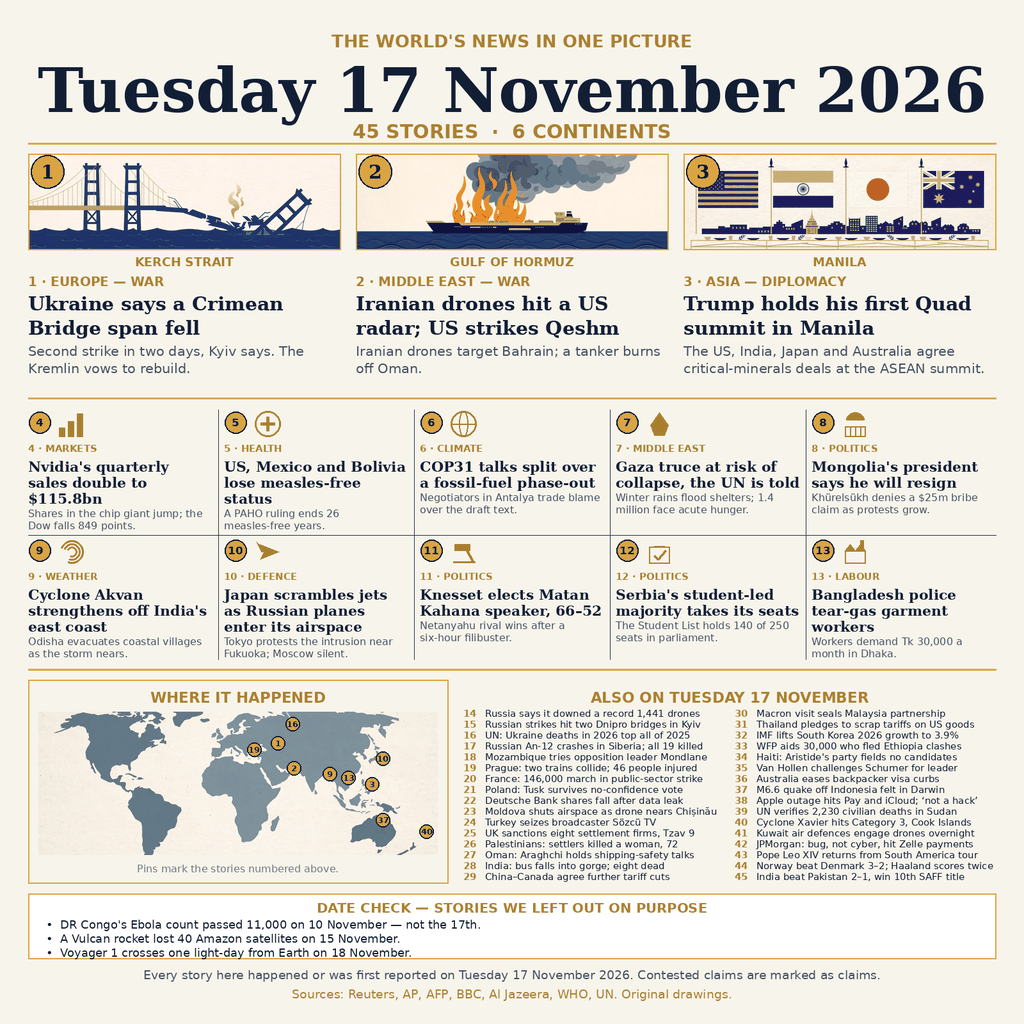 THE WORLD'S NEWS IN ONE PICTURE
Tuesday 17 November 2026
45 STORIES · 6 CONTINENTS
1
2
3
KERCH STRAIT
1 · EUROPE — WAR
Ukraine says a Crimean
Bridge span fell
Second strike in two days, Kyiv says. The
Kremlin vows to rebuild.
GULF OF HORMUZ
2 · MIDDLE EAST — WAR
Iranian drones hit a US
radar; US strikes Qeshm
Iranian drones target Bahrain; a tanker burns
off Oman.
MANILA
3 · ASIA — DIPLOMACY
Trump holds his first Quad
summit in Manila
The US, India, Japan and Australia agree
critical-minerals deals at the ASEAN summit.
4
4 · MARKETS
Nvidia's quarterly
sales double to
$115.8bn
Shares in the chip giant jump; the
Dow falls 849 points.
5
5 · HEALTH
US, Mexico and Bolivia
lose measles-free
status
A PAHO ruling ends 26
measles-free years.
6
6 · CLIMATE
COP31 talks split over
a fossil-fuel phase-out
Negotiators in Antalya trade blame
over the draft text.
7
7 · MIDDLE EAST
Gaza truce at risk of
collapse, the UN is told
Winter rains flood shelters; 1.4
million face acute hunger.
8
8 · POLITICS
Mongolia's president
says he will resign
Khürelsükh denies a $25m bribe
claim as protests grow.
9
9 · WEATHER
Cyclone Akvan
strengthens off India's
east coast
Odisha evacuates coastal villages
as the storm nears.
10
10 · DEFENCE
Japan scrambles jets
as Russian planes
enter its airspace
Tokyo protests the intrusion near
Fukuoka; Moscow silent.
11
11 · POLITICS
Knesset elects Matan
Kahana speaker, 66–52
Netanyahu rival wins after a
six-hour filibuster.
12
12 · POLITICS
Serbia's student-led
majority takes its seats
The Student List holds 140 of 250
seats in parliament.
13
13 · LABOUR
Bangladesh police
tear-gas garment
workers
Workers demand Tk 30,000 a
month in Dhaka.
WHERE IT HAPPENED
16
1
19
2
9
13
10
3
37
40
Pins mark the stories numbered above.
ALSO ON TUESDAY 17 NOVEMBER
14 Russia says it downed a record 1,441 drones
15 Russian strikes hit two Dnipro bridges in Kyiv
16 UN: Ukraine deaths in 2026 top all of 2025
17 Russian An-12 crashes in Siberia; all 19 killed
18 Mozambique tries opposition leader Mondlane
19 Prague: two trains collide; 46 people injured
20 France: 146,000 march in public-sector strike
21 Poland: Tusk survives no-confidence vote
22 Deutsche Bank shares fall after data leak
23 Moldova shuts airspace as drone nears Chișinău
24 Turkey seizes broadcaster Sözcü TV
25 UK sanctions eight settlement firms, Tzav 9
26 Palestinians: settlers killed a woman, 72
27 Oman: Araghchi holds shipping-safety talks
28 India: bus falls into gorge; eight dead
29 China–Canada agree further tariff cuts
30 Macron visit seals Malaysia partnership
31 Thailand pledges to scrap tariffs on US goods
32 IMF lifts South Korea 2026 growth to 3.9%
33 WFP aids 30,000 who fled Ethiopia clashes
34 Haiti: Aristide's party fields no candidates
35 Van Hollen challenges Schumer for leader
36 Australia eases backpacker visa curbs
37 M6.6 quake off Indonesia felt in Darwin
38 Apple outage hits Pay and iCloud; ‘not a hack’
39 UN verifies 2,230 civilian deaths in Sudan
40 Cyclone Xavier hits Category 3, Cook Islands
41 Kuwait air defences engage drones overnight
42 JPMorgan: bug, not cyber, hit Zelle payments
43 Pope Leo XIV returns from South America tour
44 Norway beat Denmark 3–2; Haaland scores twice
45 India beat Pakistan 2–1, win 10th SAFF title
DATE CHECK — STORIES WE LEFT OUT ON PURPOSE
• DR Congo's Ebola count passed 11,000 on 10 November — not the 17th.
• A Vulcan rocket lost 40 Amazon satellites on 15 November.
• Voyager 1 crosses one light-day from Earth on 18 November.
Every story here happened or was first reported on Tuesday 17 November 2026. Contested claims are marked as claims.
Sources: Reuters, AP, AFP, BBC, Al Jazeera, WHO, UN. Original drawings.